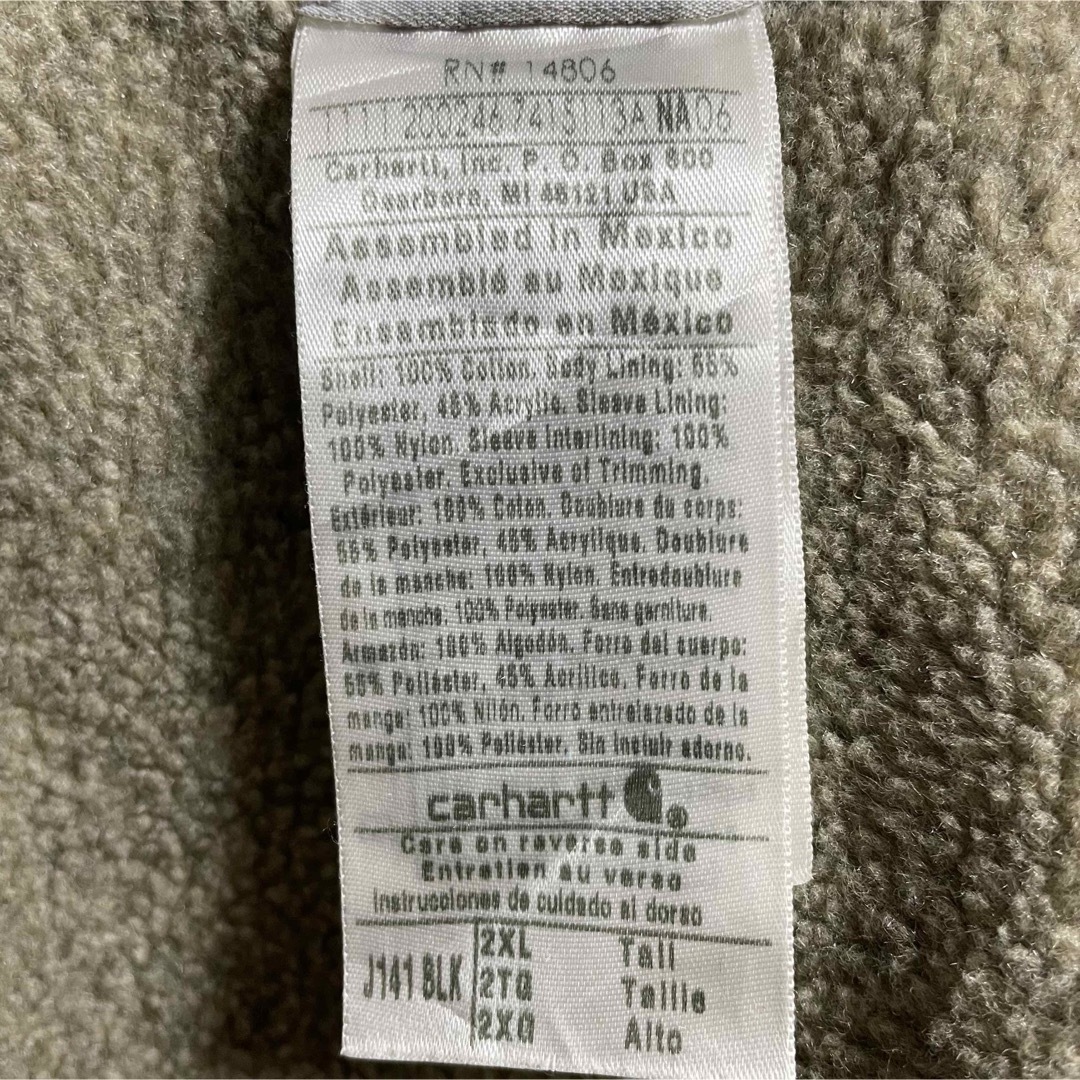 RN# 14806
NA 06
Carhartt, Inc. P. O. Box 600
Dearborn, MI 48121 USA
Assembled in Mexico
Assemblé au Mexique
Ensamblado en México
Shell: 100% Cotton. Body Lining: 55%
Polyester, 45% Acrylic. Sleeve Lining:
100% Nylon. Sleeve Interlining: 100%
Polyester. Exclusive of Trimming.
Extérieur: 100% Coton. Doublure du corps:
55% Polyester, 45% Acrylique. Doublure
de la manche: 100% Nylon. Entredoublure
de la manche. 100% Polyester. Sans garniture.
Armazón: 100% Algodón. Forro del cuerpo:
55% Poliéster, 45% Acrílico. Forro de la
manga: 100% Nilón. Forro entrelazado de la
manga: 100% Poliéster. Sin incluir adorno.
carhartt ®
Care on reverse side
Entretien au verso
Instrucciones de cuidado al dorso
J141 BLK
2XL Tall
2TG Taille
2XG Alto